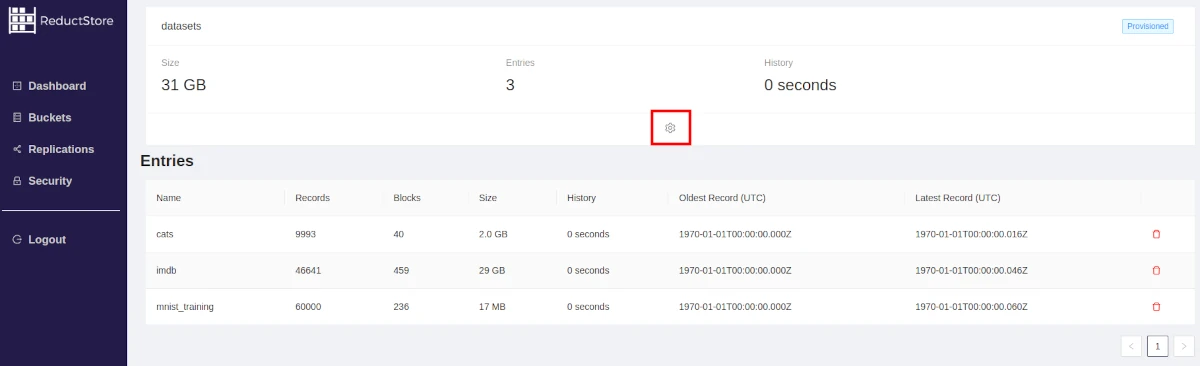 ReductStore
Dashboard
Buckets
Replications
Security
Logout
datasets Provisioned
Size Entries History
31 GB 3 0 seconds
Entries
Name Records Blocks Size History Oldest Record (UTC) Latest Record (UTC)
cats 9993 40 2.0 GB 0 seconds 1970-01-01T00:00:00.000Z 1970-01-01T00:00:00.016Z
imdb 46641 459 29 GB 0 seconds 1970-01-01T00:00:00.000Z 1970-01-01T00:00:00.046Z
mnist_training 60000 236 17 MB 0 seconds 1970-01-01T00:00:00.000Z 1970-01-01T00:00:00.060Z
1